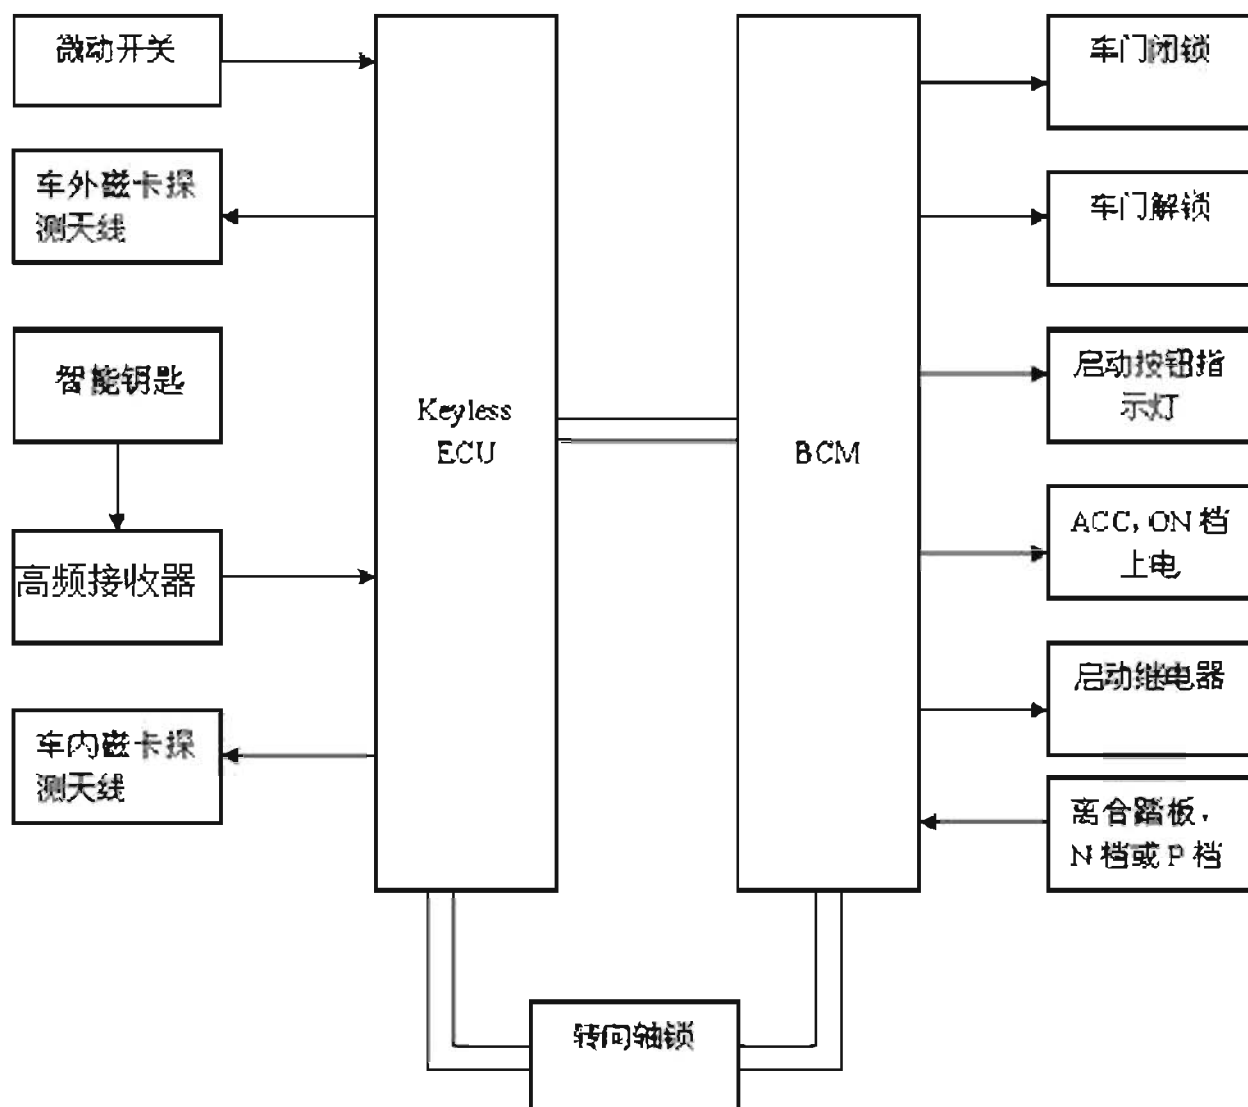 微动开关
车外磁卡探
测天线
智能钥匙
高频接收器
车内磁卡探
测天线
Keyless
ECU
BCM
车门闭锁
车门解锁
启动按钮指
示灯
ACC，ON 档
上电
启动继电器
离合踏板，
N 档或 P 档
转向轴锁